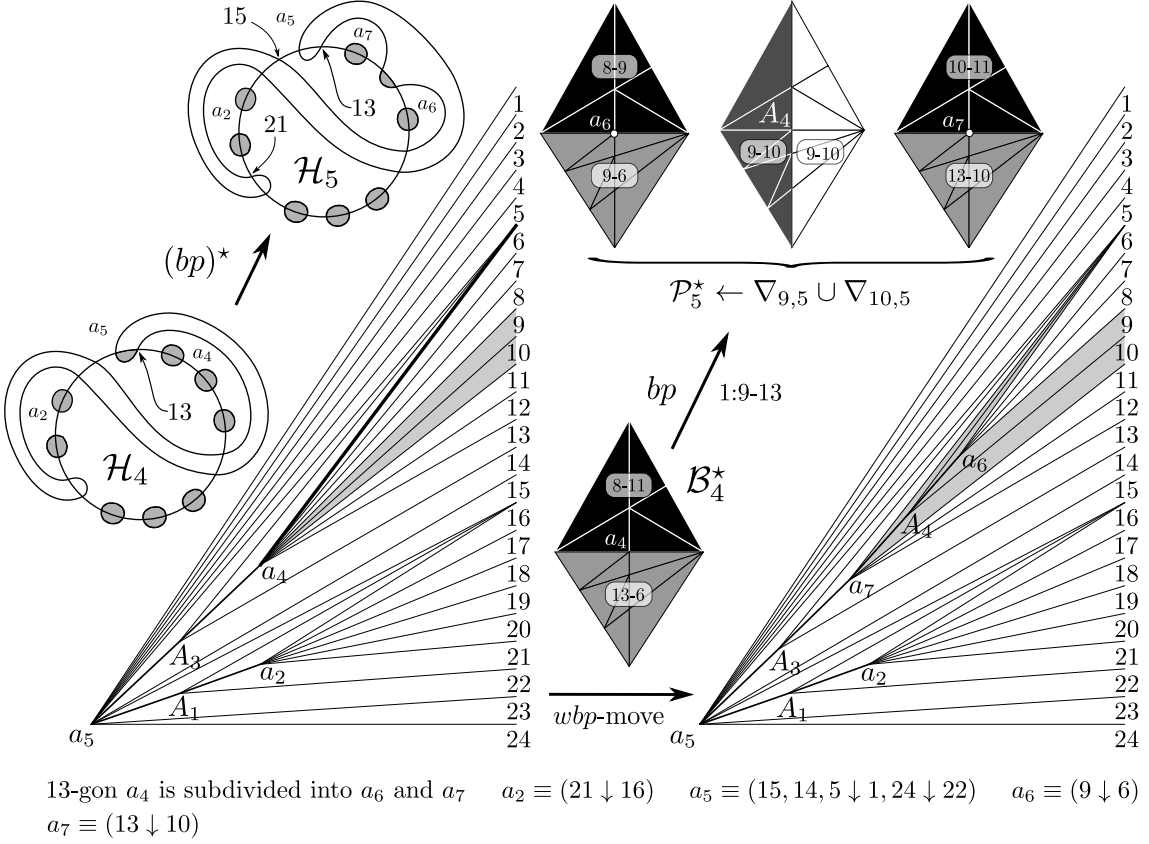 15
a₅
a₇
a₂
13
a₆
21
ℋ₅
(bp)⋆
a₅
a₄
a₂
13
ℋ₄
1
2
3
4
5
6
7
8
9
10
11
12
13
14
15
16
17
18
19
20
21
22
23
24
a₄
A₃
a₂
A₁
a₅
8-9
a₆
9-6
A₄
9-10
9-10
10-11
a₇
13-10
𝒫₅⋆ ← ∇₉,₅ ∪ ∇₁₀,₅
bp
1:9-13
8-11
ℬ₄⋆
a₄
13-6
wbp-move
1
2
3
4
5
6
7
8
9
10
11
12
13
14
15
16
17
18
19
20
21
22
23
24
a₆
A₄
a₇
A₃
a₂
A₁
a₅
13-gon a₄ is subdivided into a₆ and a₇ a₂ ≡ (21 ↓ 16) a₅ ≡ (15, 14, 5 ↓ 1, 24 ↓ 22) a₆ ≡ (9 ↓ 6)
a₇ ≡ (13 ↓ 10)